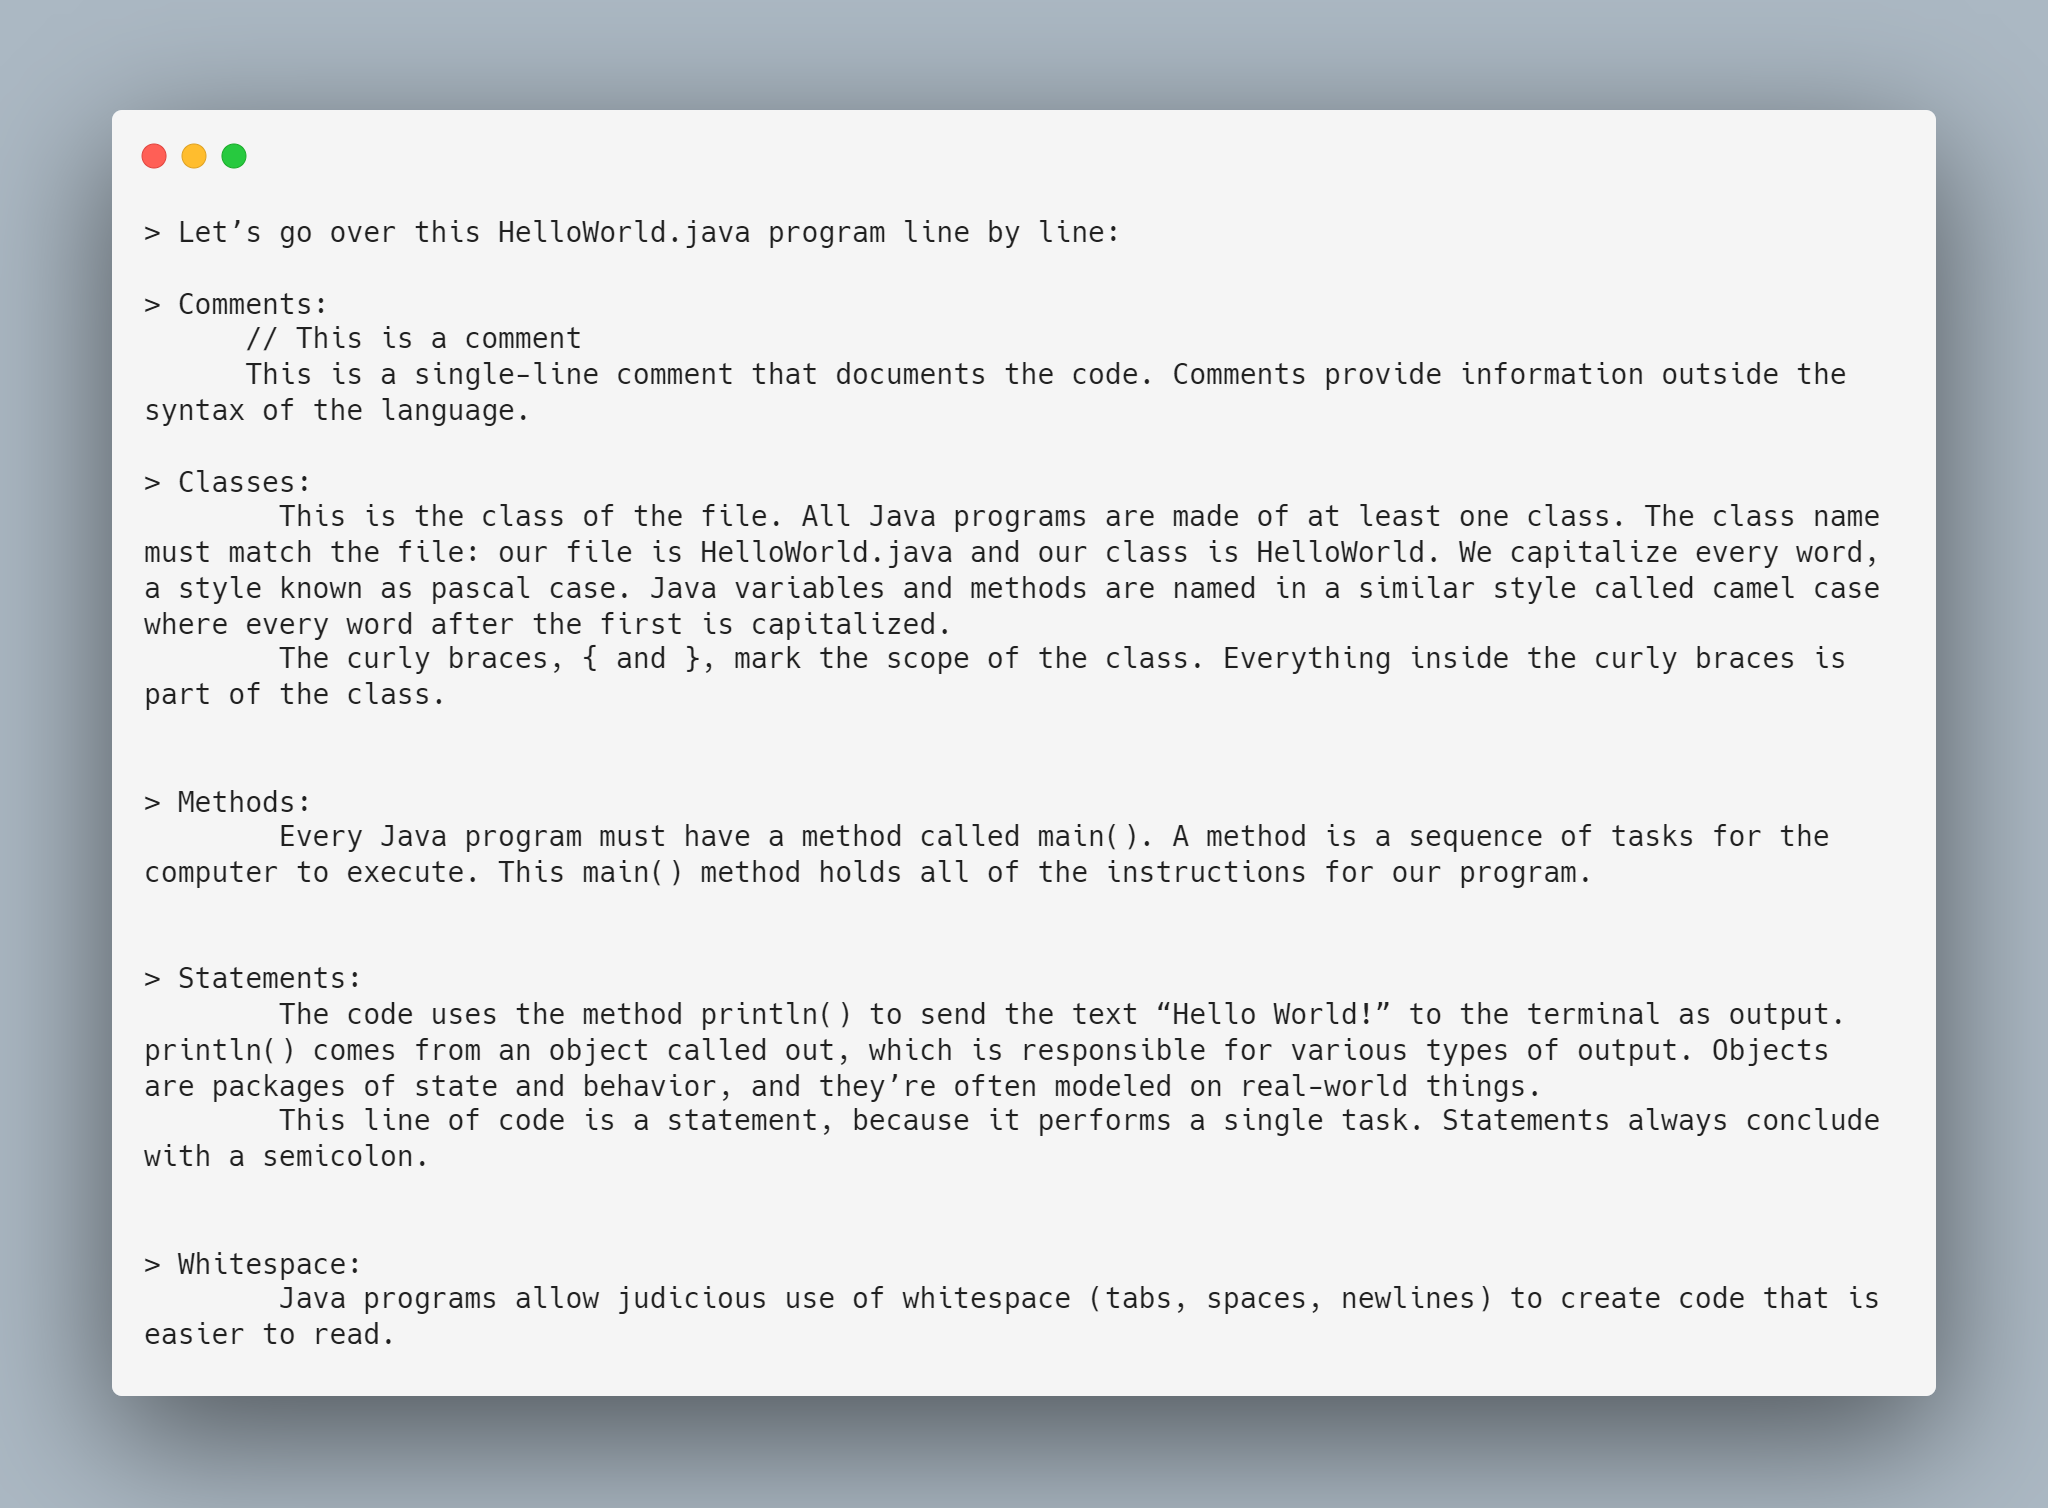 > Let’s go over this HelloWorld.java program line by line:
> Comments:
// This is a comment
This is a single-line comment that documents the code. Comments provide information outside the
syntax of the language.
> Classes:
This is the class of the file. All Java programs are made of at least one class. The class name
must match the file: our file is HelloWorld.java and our class is HelloWorld. We capitalize every word,
a style known as pascal case. Java variables and methods are named in a similar style called camel case
where every word after the first is capitalized.
The curly braces, { and }, mark the scope of the class. Everything inside the curly braces is
part of the class.
> Methods:
Every Java program must have a method called main(). A method is a sequence of tasks for the
computer to execute. This main() method holds all of the instructions for our program.
> Statements:
The code uses the method println() to send the text “Hello World!” to the terminal as output.
println() comes from an object called out, which is responsible for various types of output. Objects
are packages of state and behavior, and they’re often modeled on real-world things.
This line of code is a statement, because it performs a single task. Statements always conclude
with a semicolon.
> Whitespace:
Java programs allow judicious use of whitespace (tabs, spaces, newlines) to create code that is
easier to read.